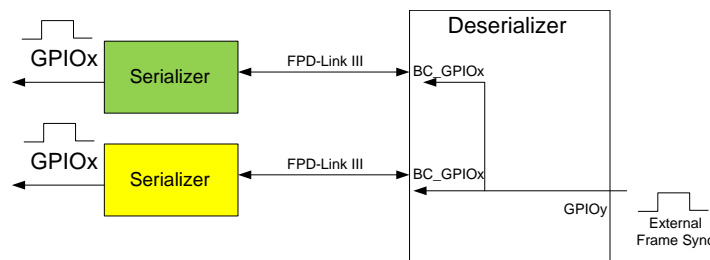 Deserializer
GPIOx
Serializer
FPD-Link III
BC_GPIOx
GPIOx
Serializer
FPD-Link III
BC_GPIOx
GPIOy
External
Frame Sync